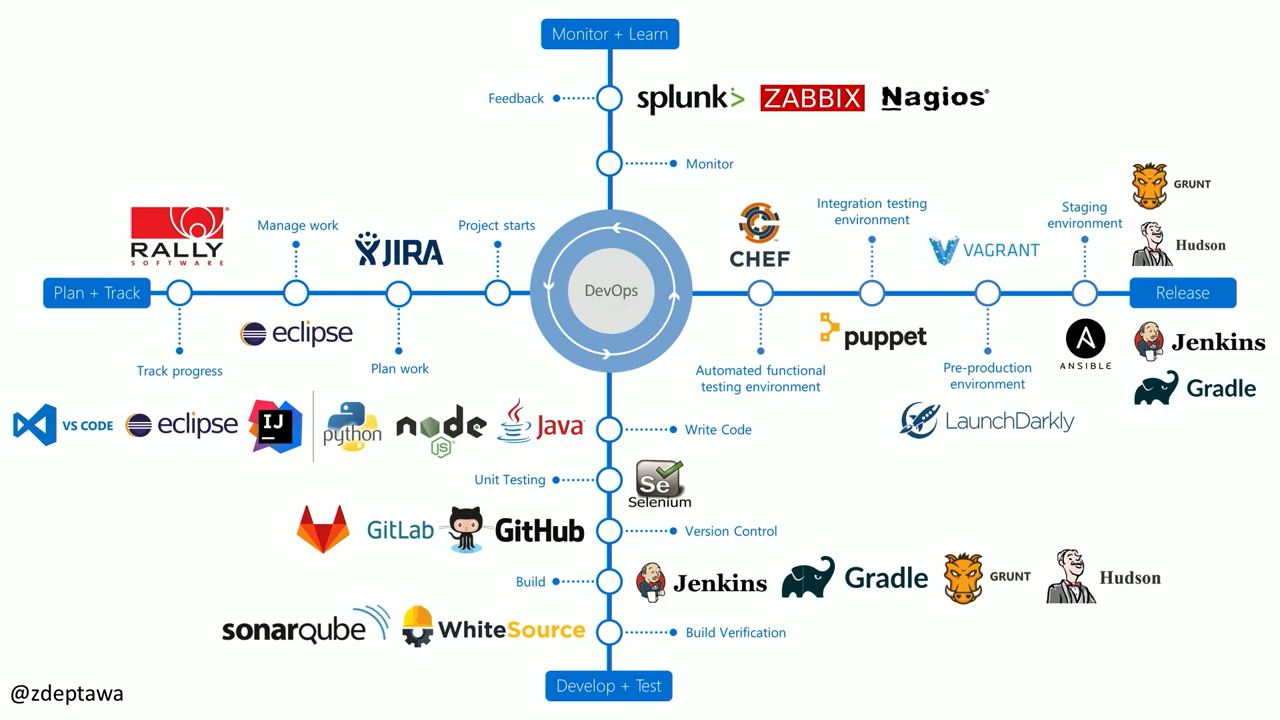 Monitor + Learn
Feedback
splunk>
ZABBIX
Nagios®
Monitor
RALLY
SOFTWARE
Manage work
JIRA
Project starts
CHEF
Integration testing
environment
VAGRANT
Staging
environment
GRUNT
Hudson
Plan + Track
DevOps
Release
Track progress
eclipse
Plan work
Automated functional
testing environment
puppet
Pre-production
environment
ANSIBLE
Jenkins
Gradle
LaunchDarkly
VS CODE
eclipse
IJ
python
node
JS
Java
Write Code
Unit Testing
Se
Selenium
GitLab
GitHub
Version Control
Build
Jenkins
Gradle
GRUNT
Hudson
sonarqube
WhiteSource
Build Verification
Develop + Test
@zdeptawa